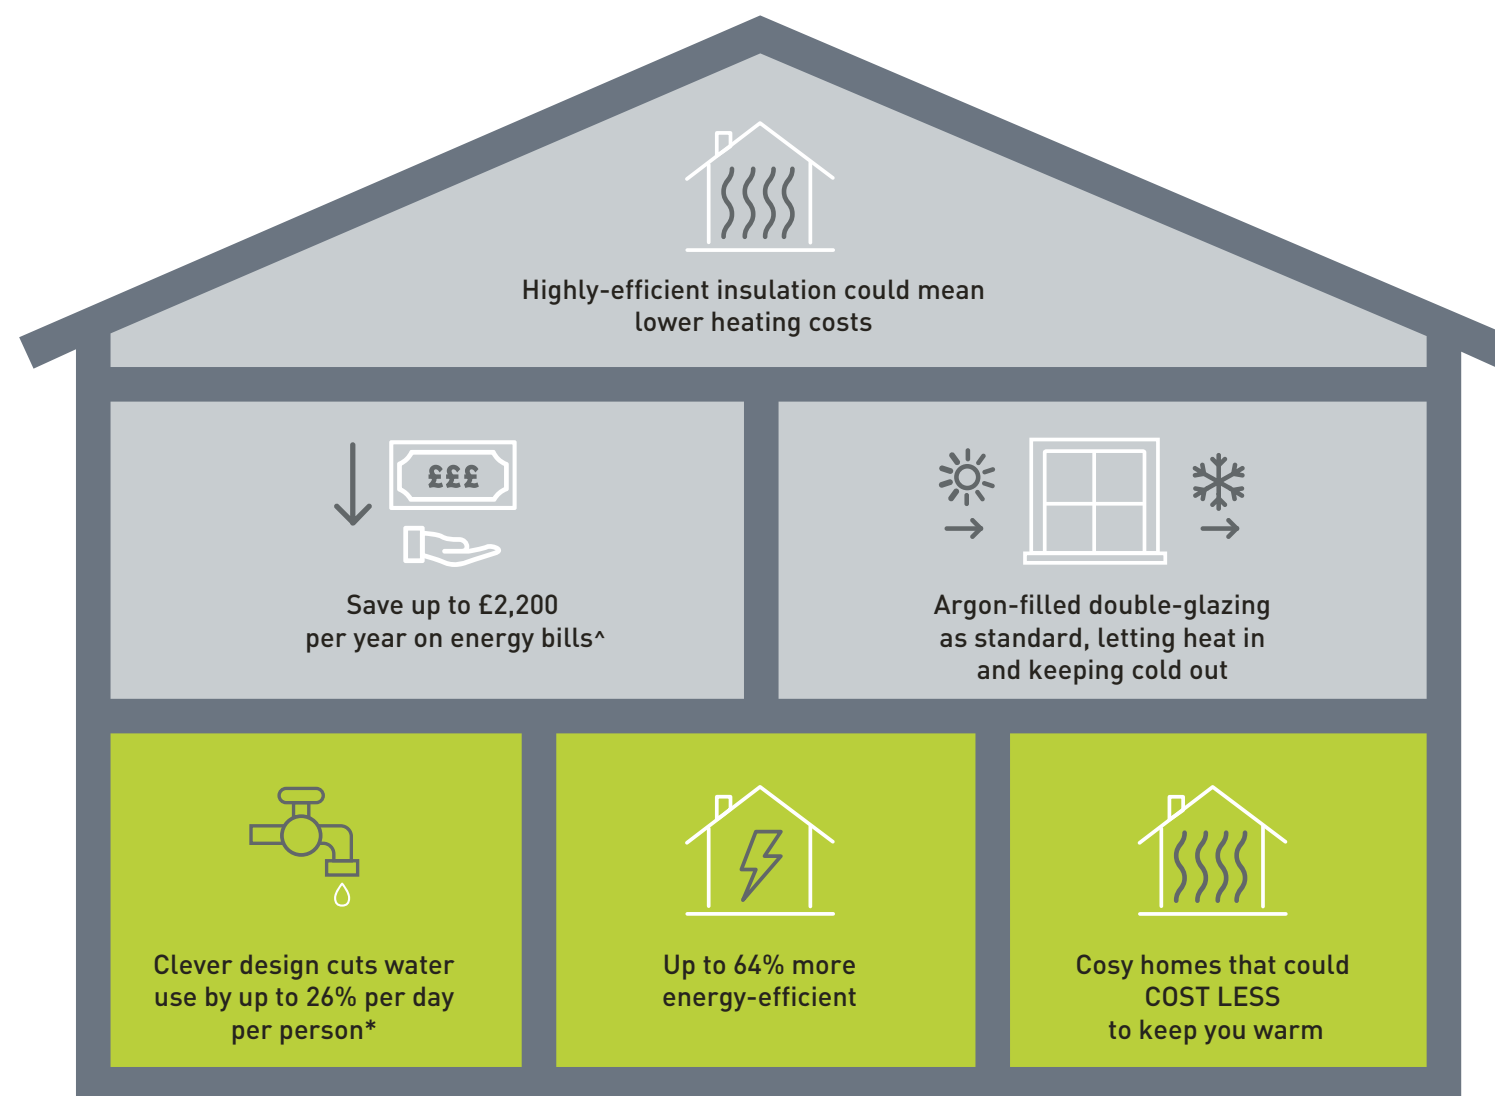 Highly-efficient insulation could mean
lower heating costs
£££
Save up to £2,200
per year on energy bills^
Argon-filled double-glazing
as standard, letting heat in
and keeping cold out
Clever design cuts water
use by up to 26% per day
per person*
Up to 64% more
energy-efficient
Cosy homes that could
COST LESS
to keep you warm